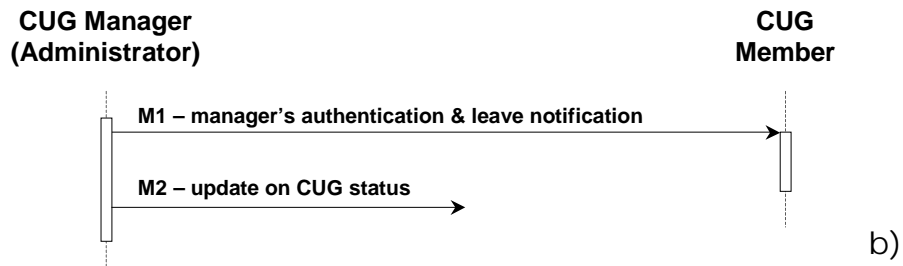 CUG Manager
(Administrator)
CUG
Member
M1 – manager's authentication & leave notification
M2 – update on CUG status
b)